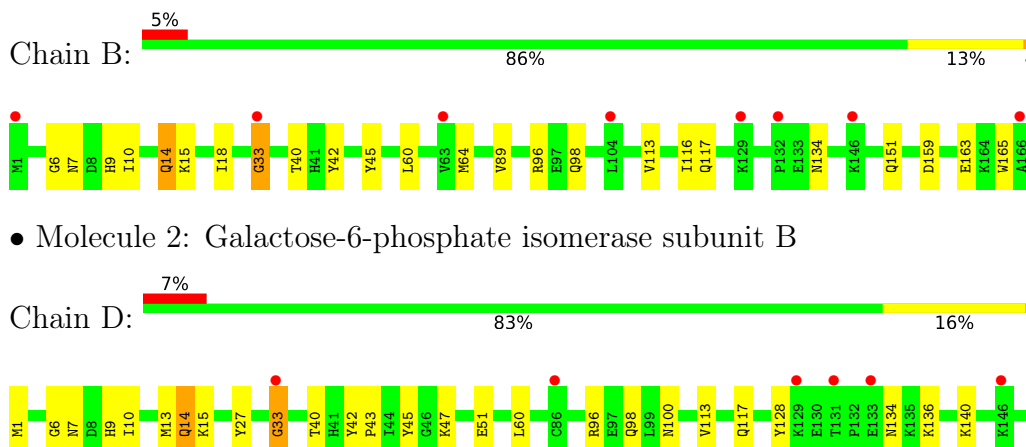 5%
Chain B:
86% 13%
M1 G6 N7 D8 H9 I10 Q14 K15 I18 G33 T40 H41 Y42 Y45 L60 V63 M64 V89 R96 E97 Q98 L104 V113 I116 Q117 K129 P132 E133 N134 K146 Q151 D159 E163 K164 W165 A166
• Molecule 2: Galactose-6-phosphate isomerase subunit B
7%
Chain D:
83% 16%
M1 G6 N7 D8 H9 I10 M13 Q14 K15 Y27 G33 T40 H41 Y42 P43 I44 Y45 G46 K47 E51 L60 C86 R96 E97 Q98 L99 N100 V113 Q117 Y128 K129 E130 T131 P132 E133 N134 K135 K136 K140 K146